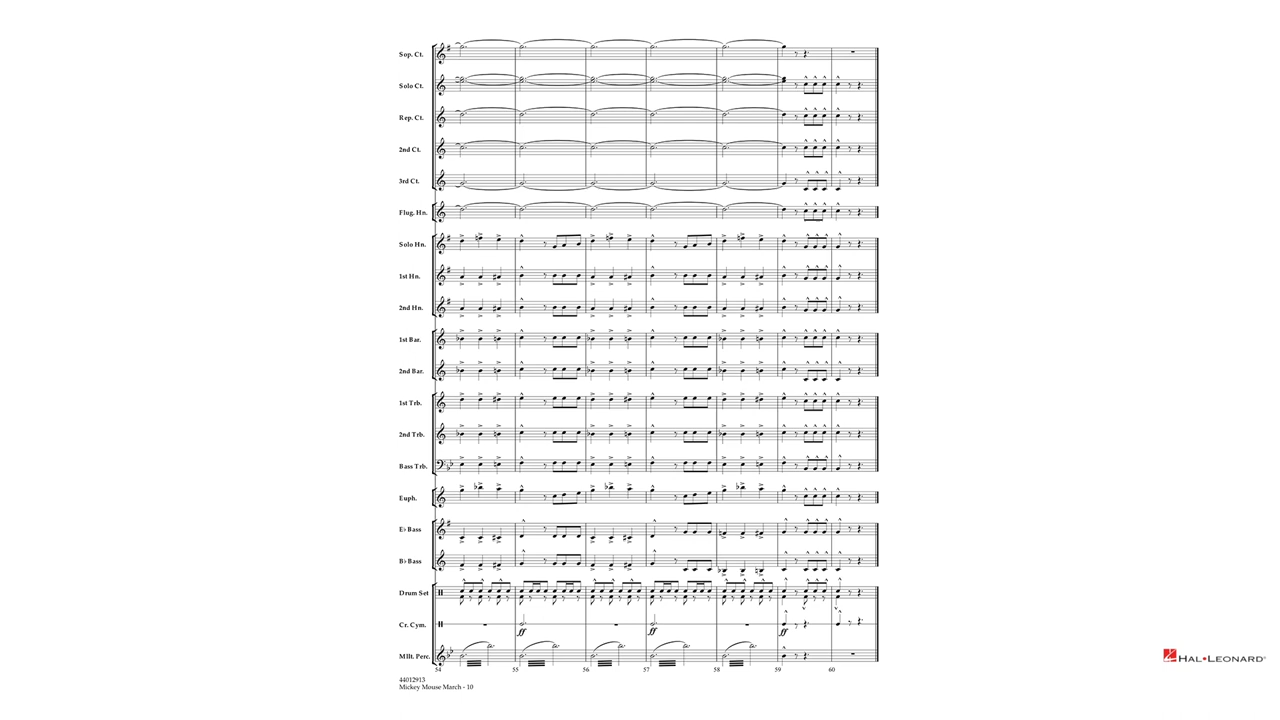 Sop. Ct.
Solo Ct.
Rep. Ct.
2nd Ct.
3rd Ct.
Flug. Hn.
Solo Hn.
1st Hn.
2nd Hn.
1st Bar.
2nd Bar.
1st Trb.
2nd Trb.
Bass Trb.
Euph.
E♭ Bass
B♭ Bass
Drum Set
Cr. Cym.
ff ff ff
Mllt. Perc.
54 55 56 57 58 59 60
44012913
Mickey Mouse March - 10
HAL•LEONARD®